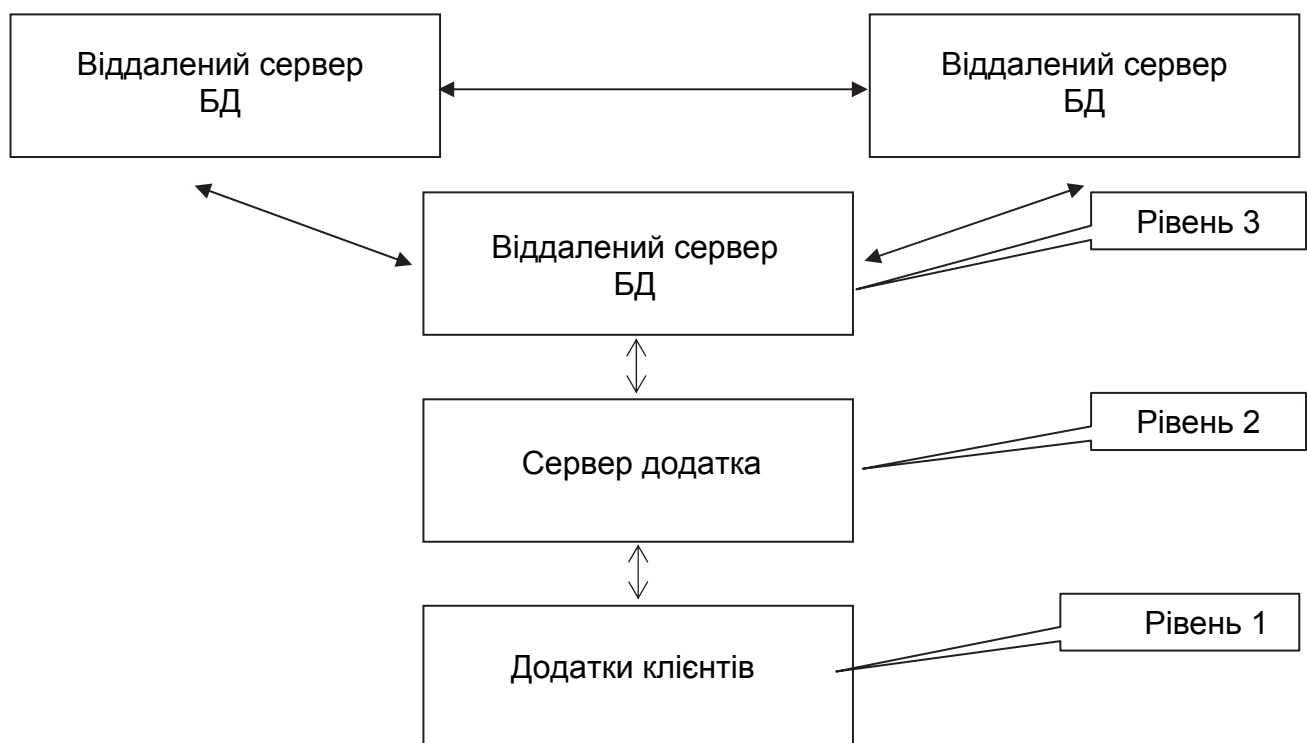 Віддалений сервер
БД
Віддалений сервер
БД
Віддалений сервер
БД
Рівень 3
Сервер додатка
Рівень 2
Додатки клієнтів
Рівень 1